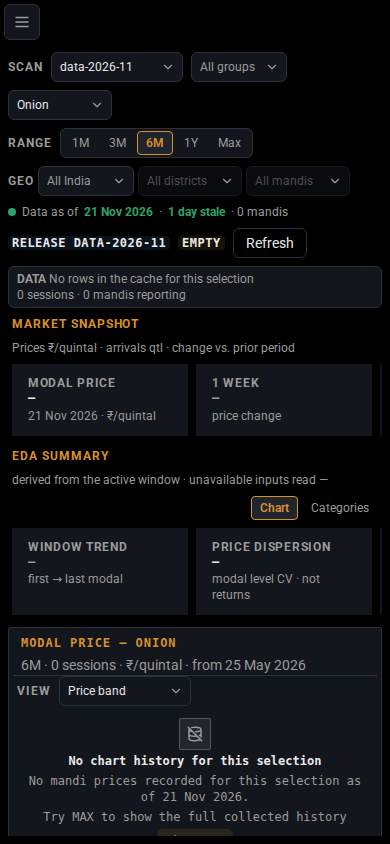 SCAN data-2026-11 All groups
Onion
RANGE 1M 3M 6M 1Y Max
GEO All India All districts All mandis
Data as of 21 Nov 2026 · 1 day stale · 0 mandis
RELEASE DATA-2026-11 EMPTY Refresh
DATA No rows in the cache for this selection
0 sessions · 0 mandis reporting
MARKET SNAPSHOT
Prices ₹/quintal · arrivals qtl · change vs. prior period
MODAL PRICE 1 WEEK
— —
21 Nov 2026 · ₹/quintal price change
EDA SUMMARY
derived from the active window · unavailable inputs read —
Chart Categories
WINDOW TREND PRICE DISPERSION
— —
first → last modal modal level CV · not
returns
MODAL PRICE — ONION
6M · 0 sessions · ₹/quintal · from 25 May 2026
VIEW Price band
No chart history for this selection
No mandi prices recorded for this selection as
of 21 Nov 2026.
Try MAX to show the full collected history